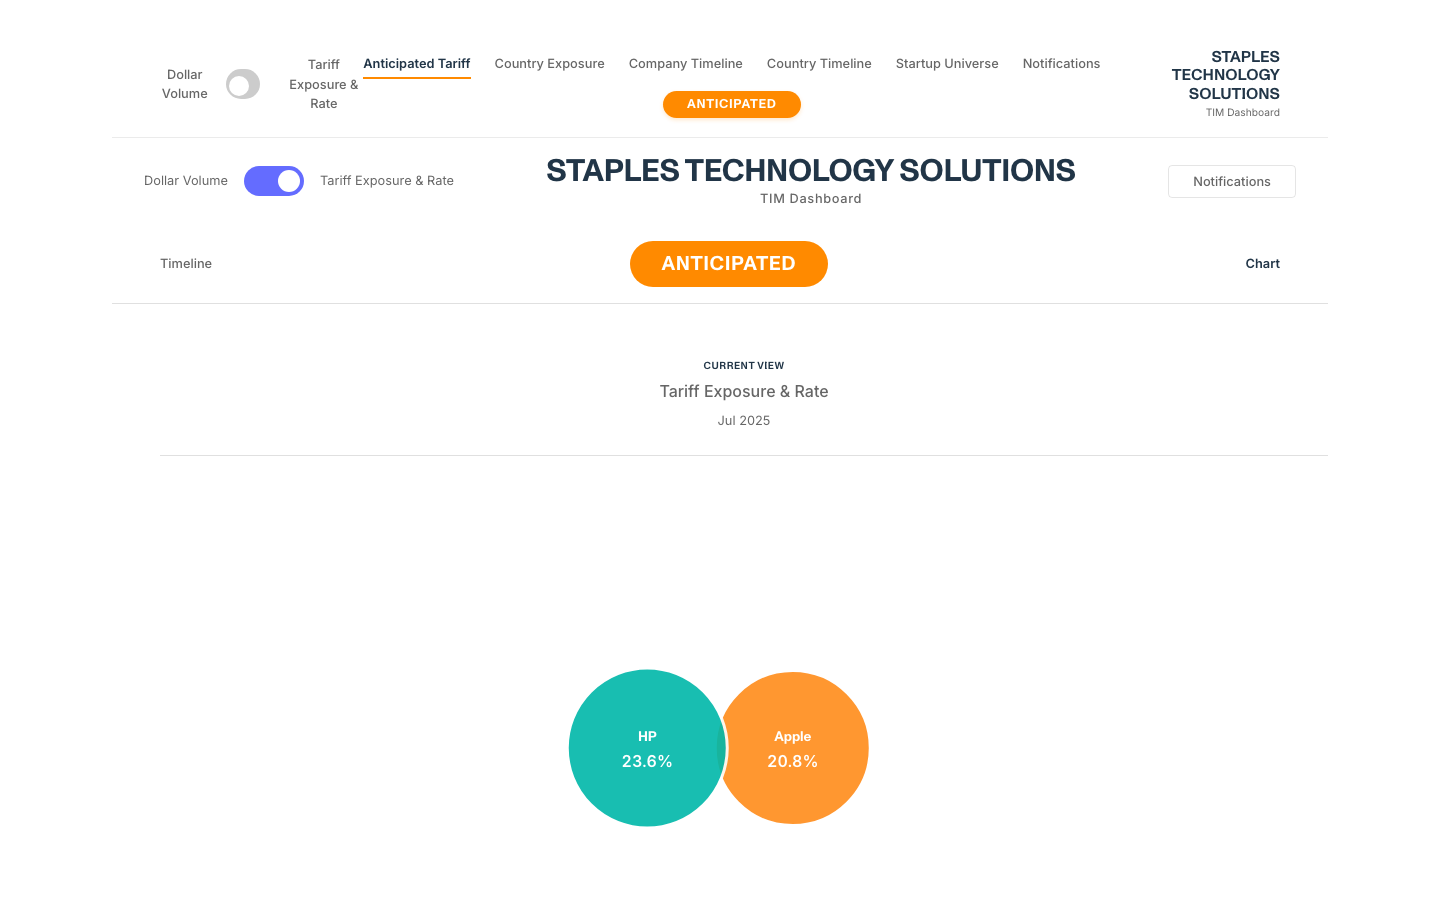 Dollar
Volume
Tariff
Exposure &
Rate
Anticipated Tariff
Country Exposure
Company Timeline
Country Timeline
Startup Universe
Notifications
ANTICIPATED
STAPLES
TECHNOLOGY
SOLUTIONS
TIM Dashboard
Dollar Volume
Tariff Exposure & Rate
STAPLES TECHNOLOGY SOLUTIONS
TIM Dashboard
Notifications
Timeline
ANTICIPATED
Chart
CURRENT VIEW
Tariff Exposure & Rate
Jul 2025
HP
23.6%
Apple
20.8%